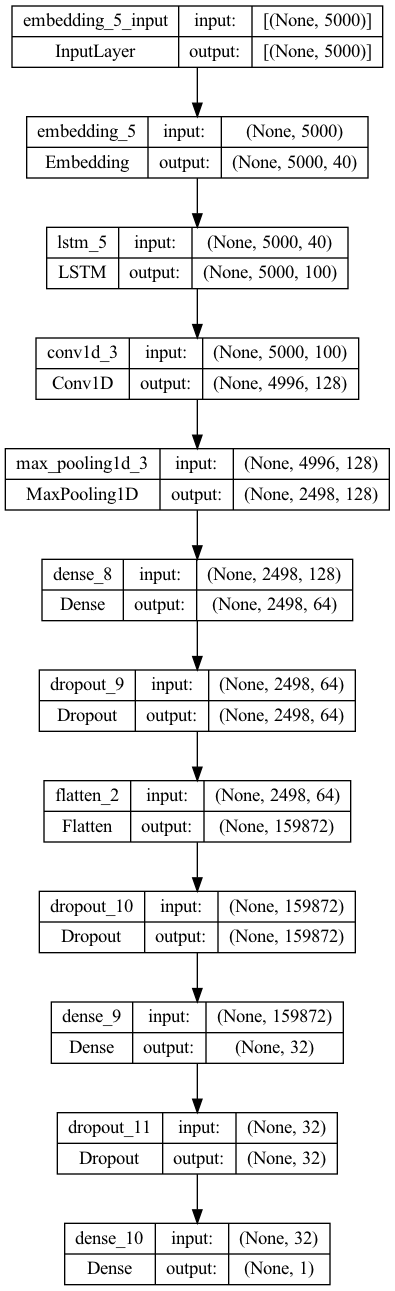 embedding_5_input input: [(None, 5000)]
InputLayer output: [(None, 5000)]
embedding_5 input: (None, 5000)
Embedding output: (None, 5000, 40)
lstm_5 input: (None, 5000, 40)
LSTM output: (None, 5000, 100)
conv1d_3 input: (None, 5000, 100)
Conv1D output: (None, 4996, 128)
max_pooling1d_3 input: (None, 4996, 128)
MaxPooling1D output: (None, 2498, 128)
dense_8 input: (None, 2498, 128)
Dense output: (None, 2498, 64)
dropout_9 input: (None, 2498, 64)
Dropout output: (None, 2498, 64)
flatten_2 input: (None, 2498, 64)
Flatten output: (None, 159872)
dropout_10 input: (None, 159872)
Dropout output: (None, 159872)
dense_9 input: (None, 159872)
Dense output: (None, 32)
dropout_11 input: (None, 32)
Dropout output: (None, 32)
dense_10 input: (None, 32)
Dense output: (None, 1)